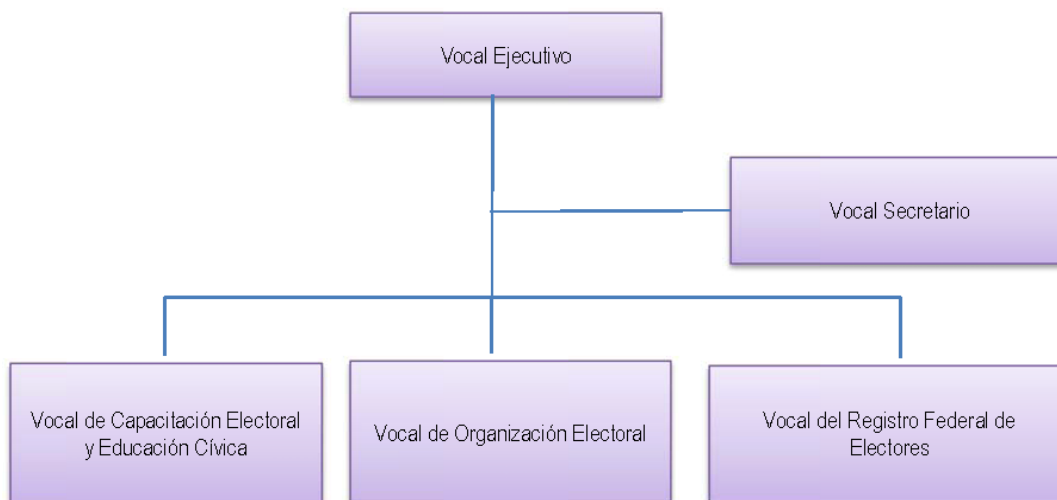 Vocal Ejecutivo
Vocal Secretario
Vocal de Capacitación Electoral
y Educación Cívica
Vocal de Organización Electoral
Vocal del Registro Federal de
Electores